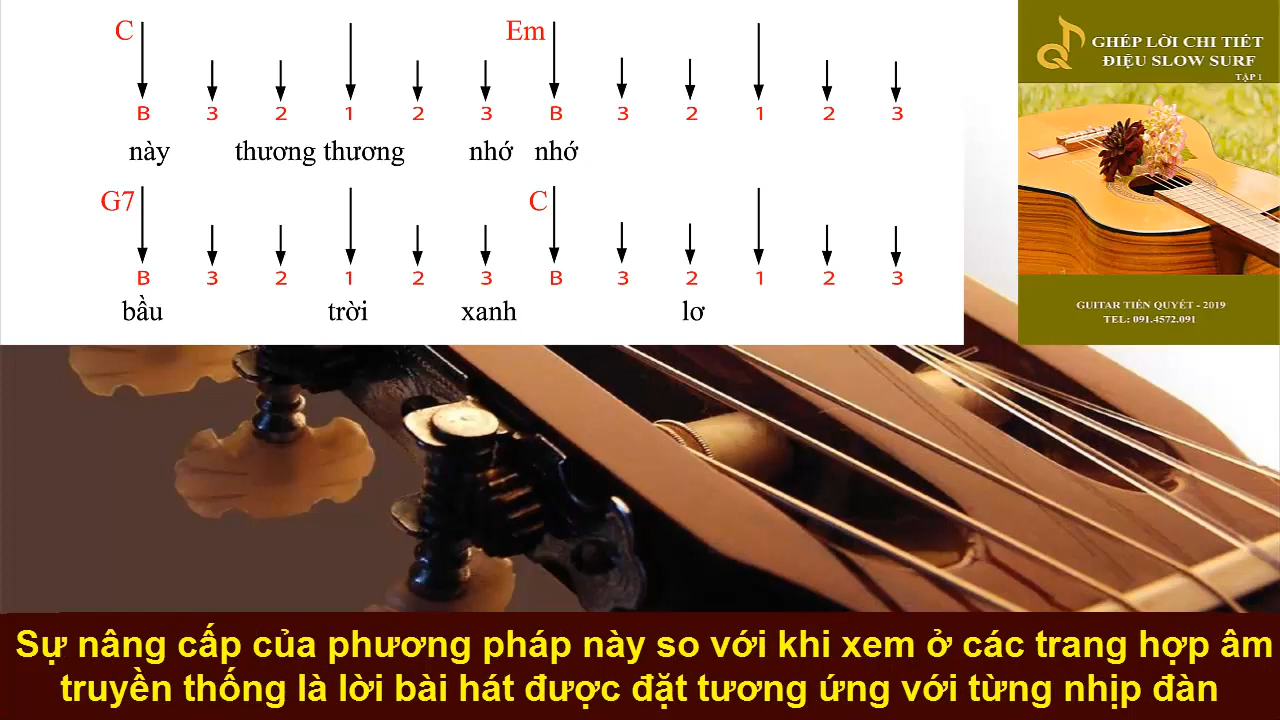 C Em
B 3 2 1 2 3 B 3 2 1 2 3
này thương thương nhớ nhớ
G7 C
B 3 2 1 2 3 B 3 2 1 2 3
bầu trời xanh lơ
GHÉP LỜI CHI TIẾT
ĐIỆU SLOW SURF
TẬP 1
GUITAR TIẾN QUYẾT - 2019
TEL: 091.4572.091
Sự nâng cấp của phương pháp này so với khi xem ở các trang hợp âm
truyền thống là lời bài hát được đặt tương ứng với từng nhịp đàn